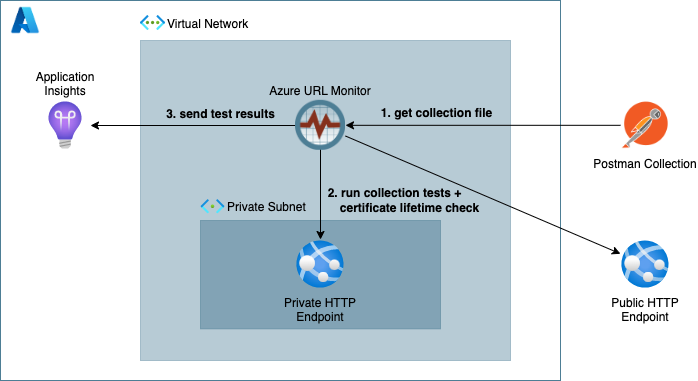 Virtual Network
Application
Insights
Azure URL Monitor
3. send test results
1. get collection file
Postman Collection
2. run collection tests +
certificate lifetime check
Private Subnet
Private HTTP
Endpoint
Public HTTP
Endpoint